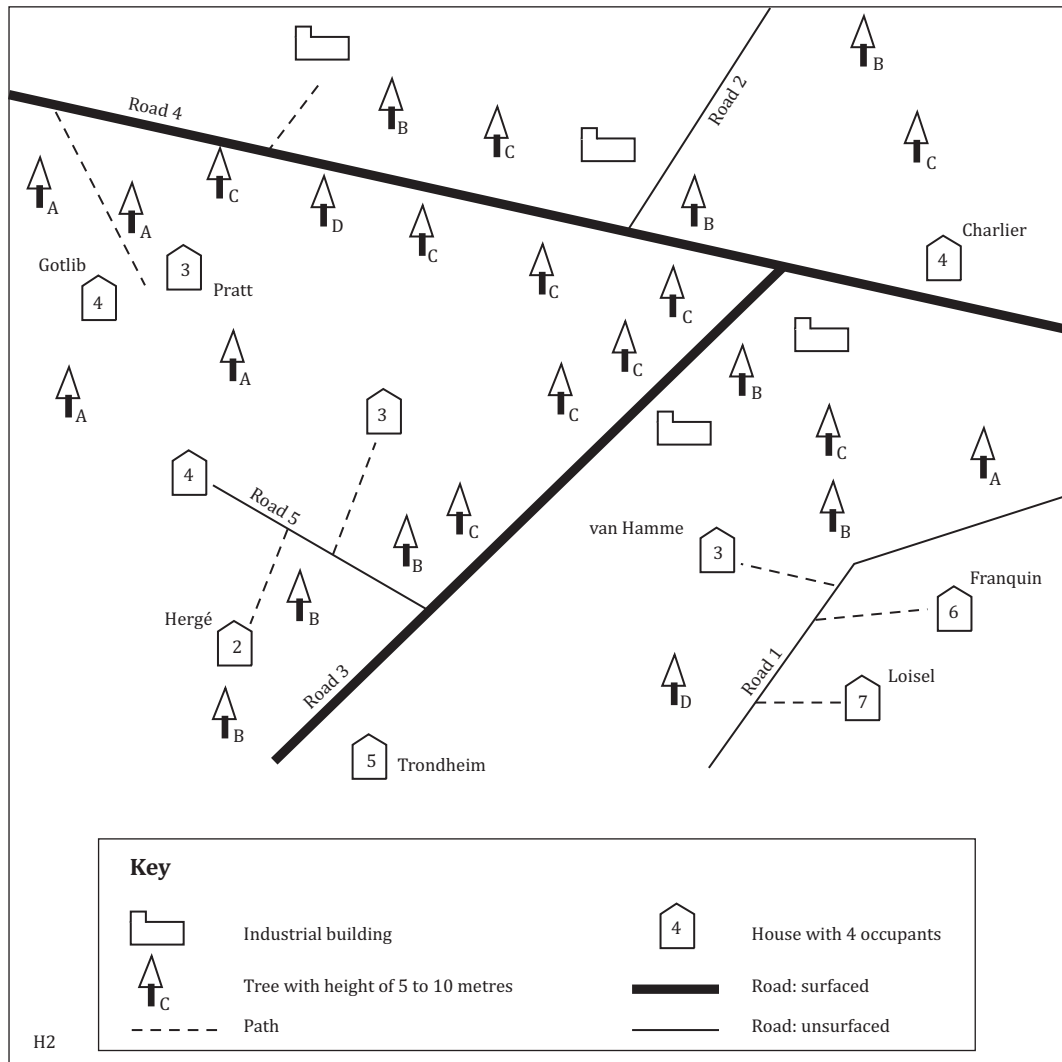 B
Road 4
Road 2
B
C
C
A
C
D
B
A
C
Charlier
4
Gotlib
3
Pratt
4
C
C
C
B
A
A
C
3
C
A
4
Road 5
C
B
B
van Hamme
3
Franquin
6
B
Hergé
2
Road 1
Loisel
7
D
Road 3
B
5
Trondheim
Key
Industrial building
4
House with 4 occupants
C
Tree with height of 5 to 10 metres
Road: surfaced
Path
Road: unsurfaced
H2